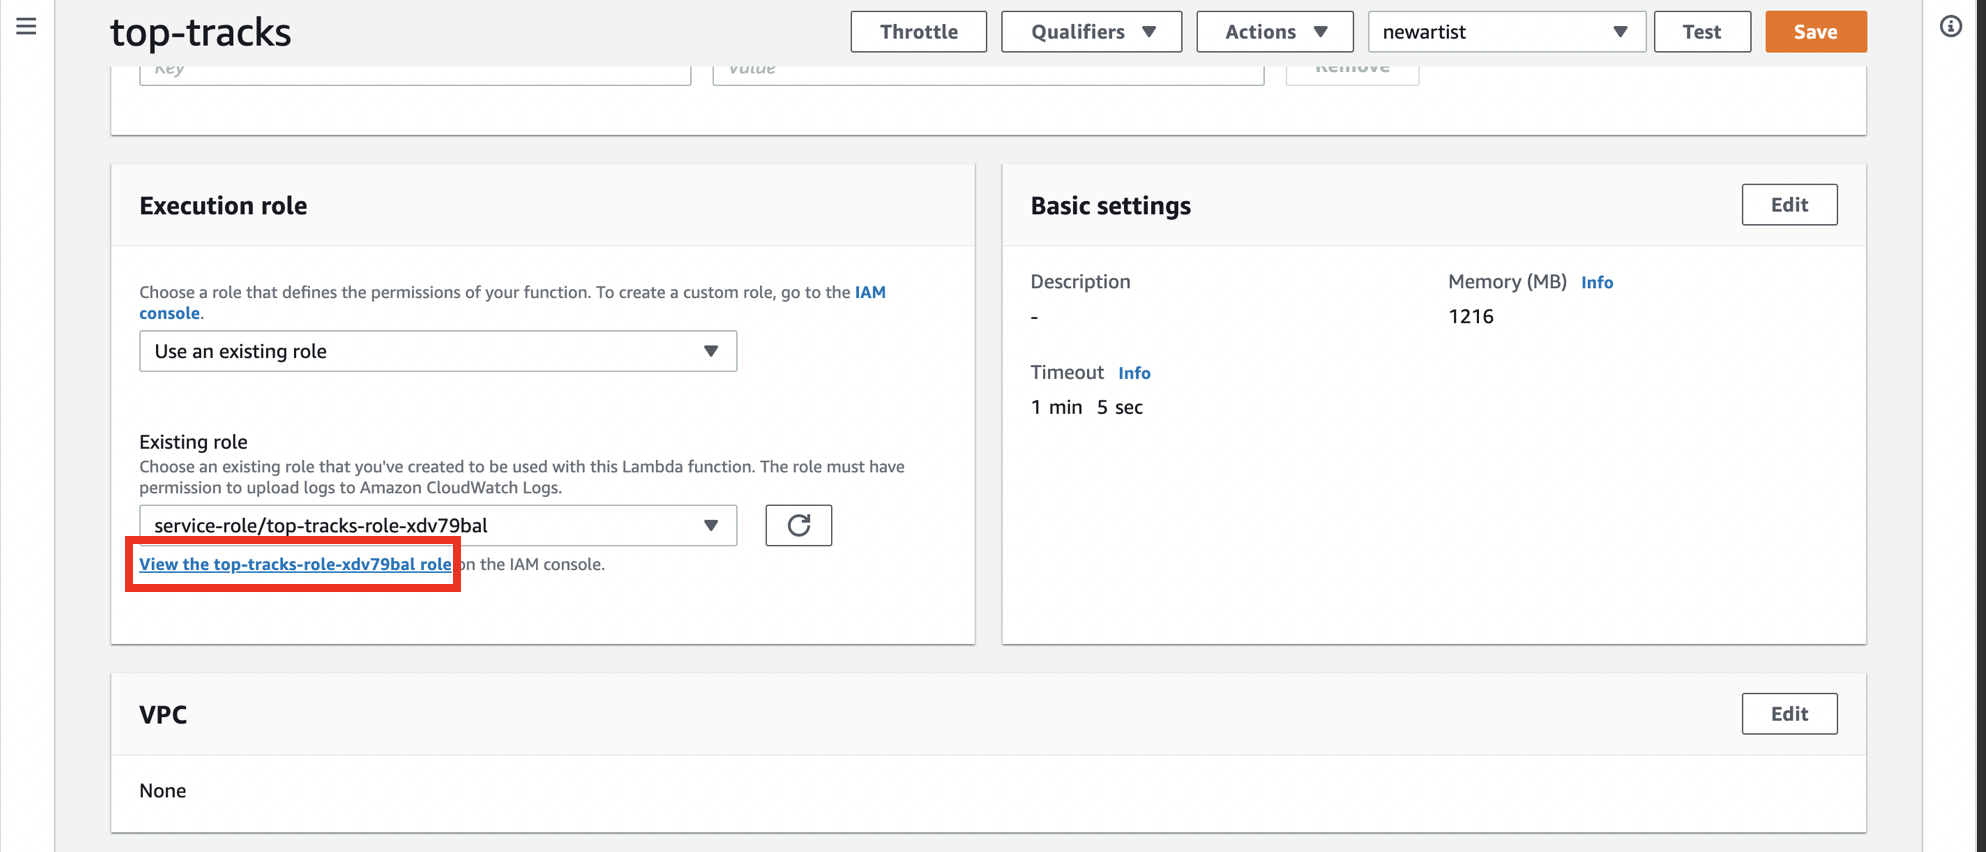 top-tracks
Throttle
Qualifiers
Actions
newartist
Test
Save
Key
Value
Remove
Execution role
Choose a role that defines the permissions of your function. To create a custom role, go to the IAM
console.
Use an existing role
Existing role
Choose an existing role that you've created to be used with this Lambda function. The role must have
permission to upload logs to Amazon CloudWatch Logs.
service-role/top-tracks-role-xdv79bal
View the top-tracks-role-xdv79bal role on the IAM console.
Basic settings
Edit
Description
-
Memory (MB) Info
1216
Timeout Info
1 min 5 sec
VPC
Edit
None